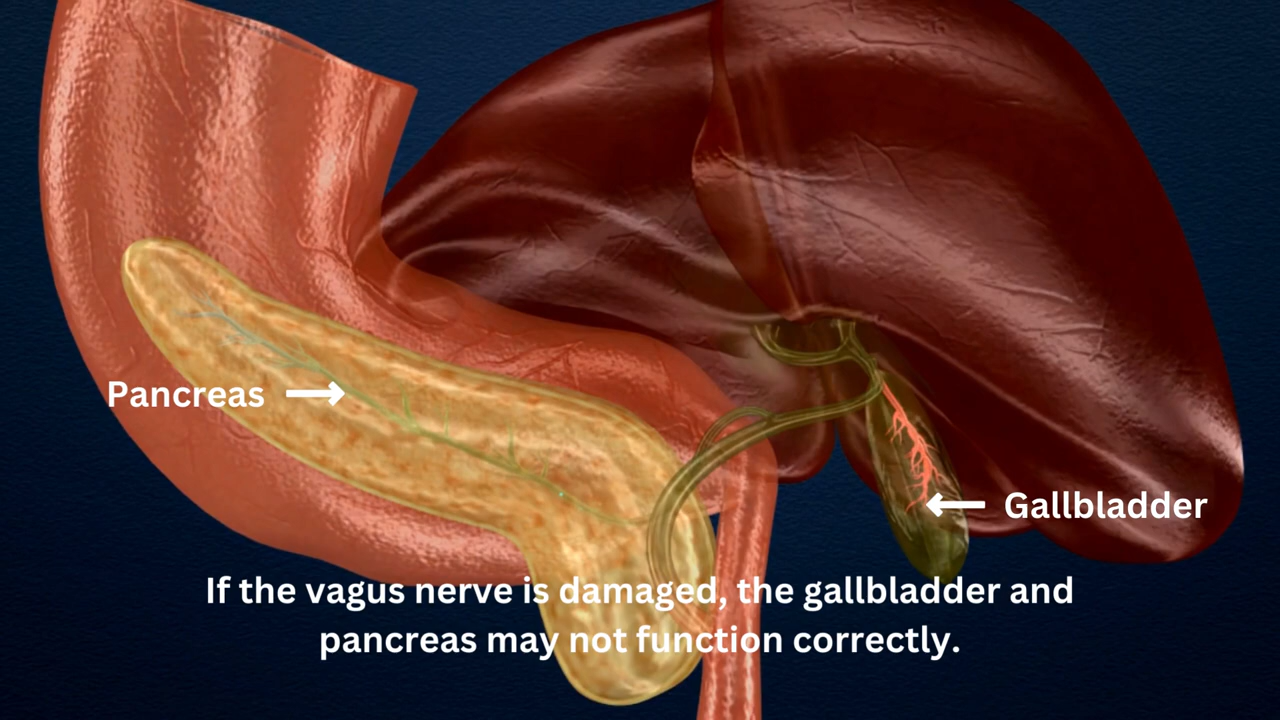 Pancreas
Gallbladder
If the vagus nerve is damaged, the gallbladder and
pancreas may not function correctly.